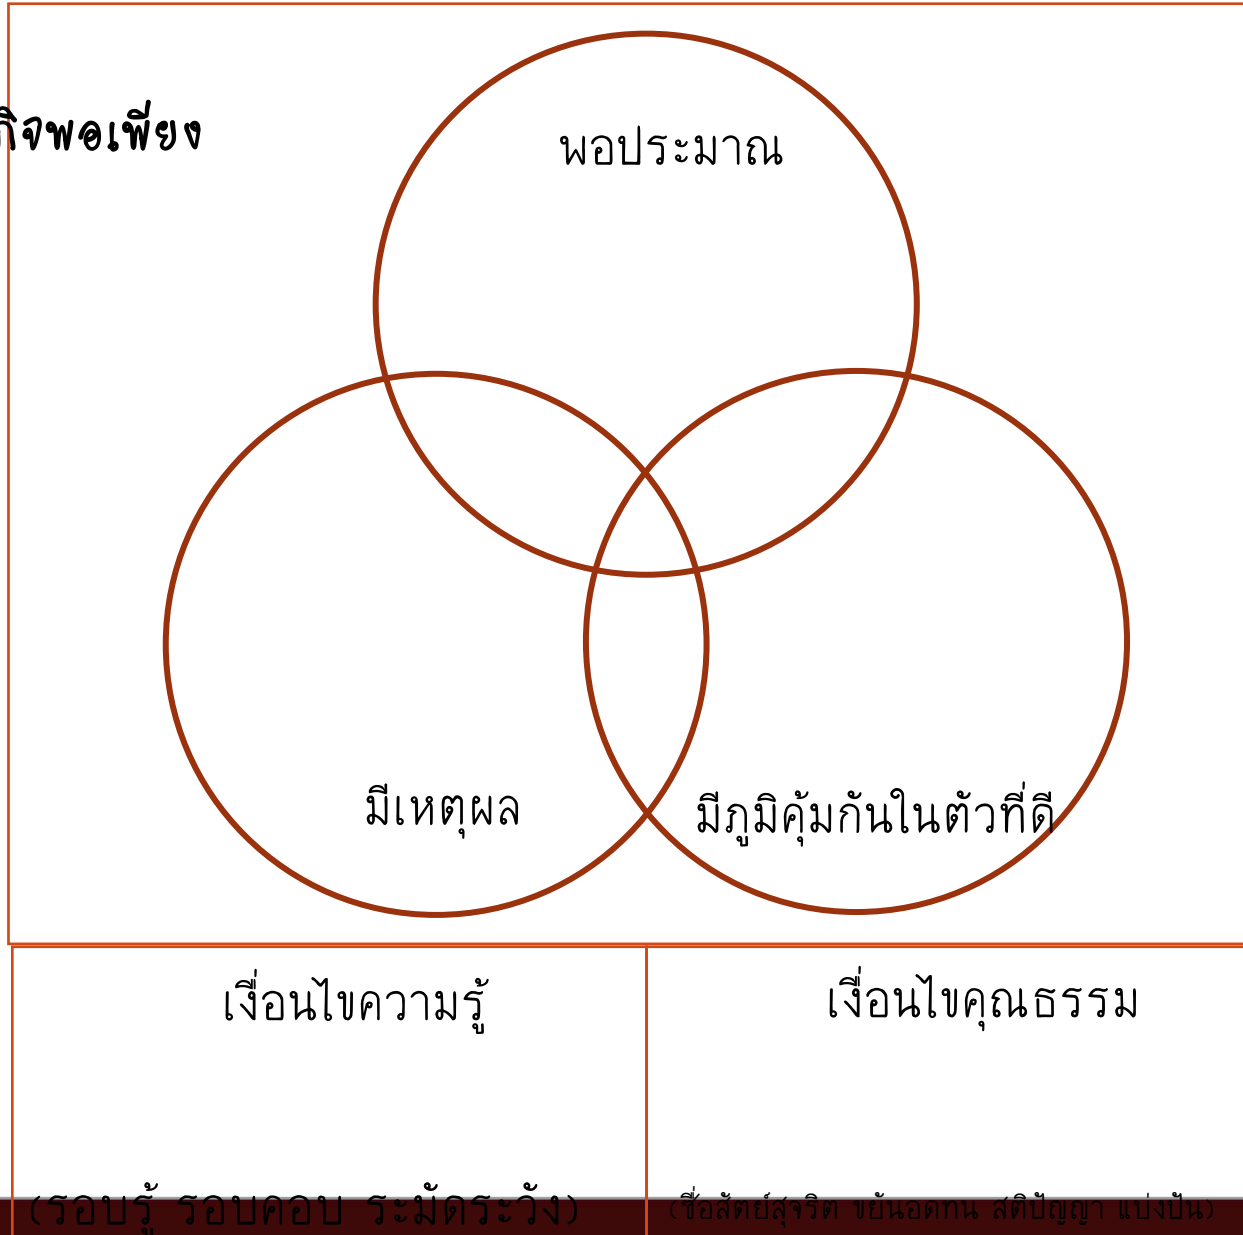 กิจพอเพียง
พอประมาณ
มีเหตุผล
มีภูมิคุ้มกันในตัวที่ดี
เงื่อนไขความรู้
เงื่อนไขคุณธรรม
(รอบรู้ รอบคอบ ระมัดระวัง)
(ซื่อสัตย์สุจริต ขยันอดทน สติปัญญา แบ่งปัน)